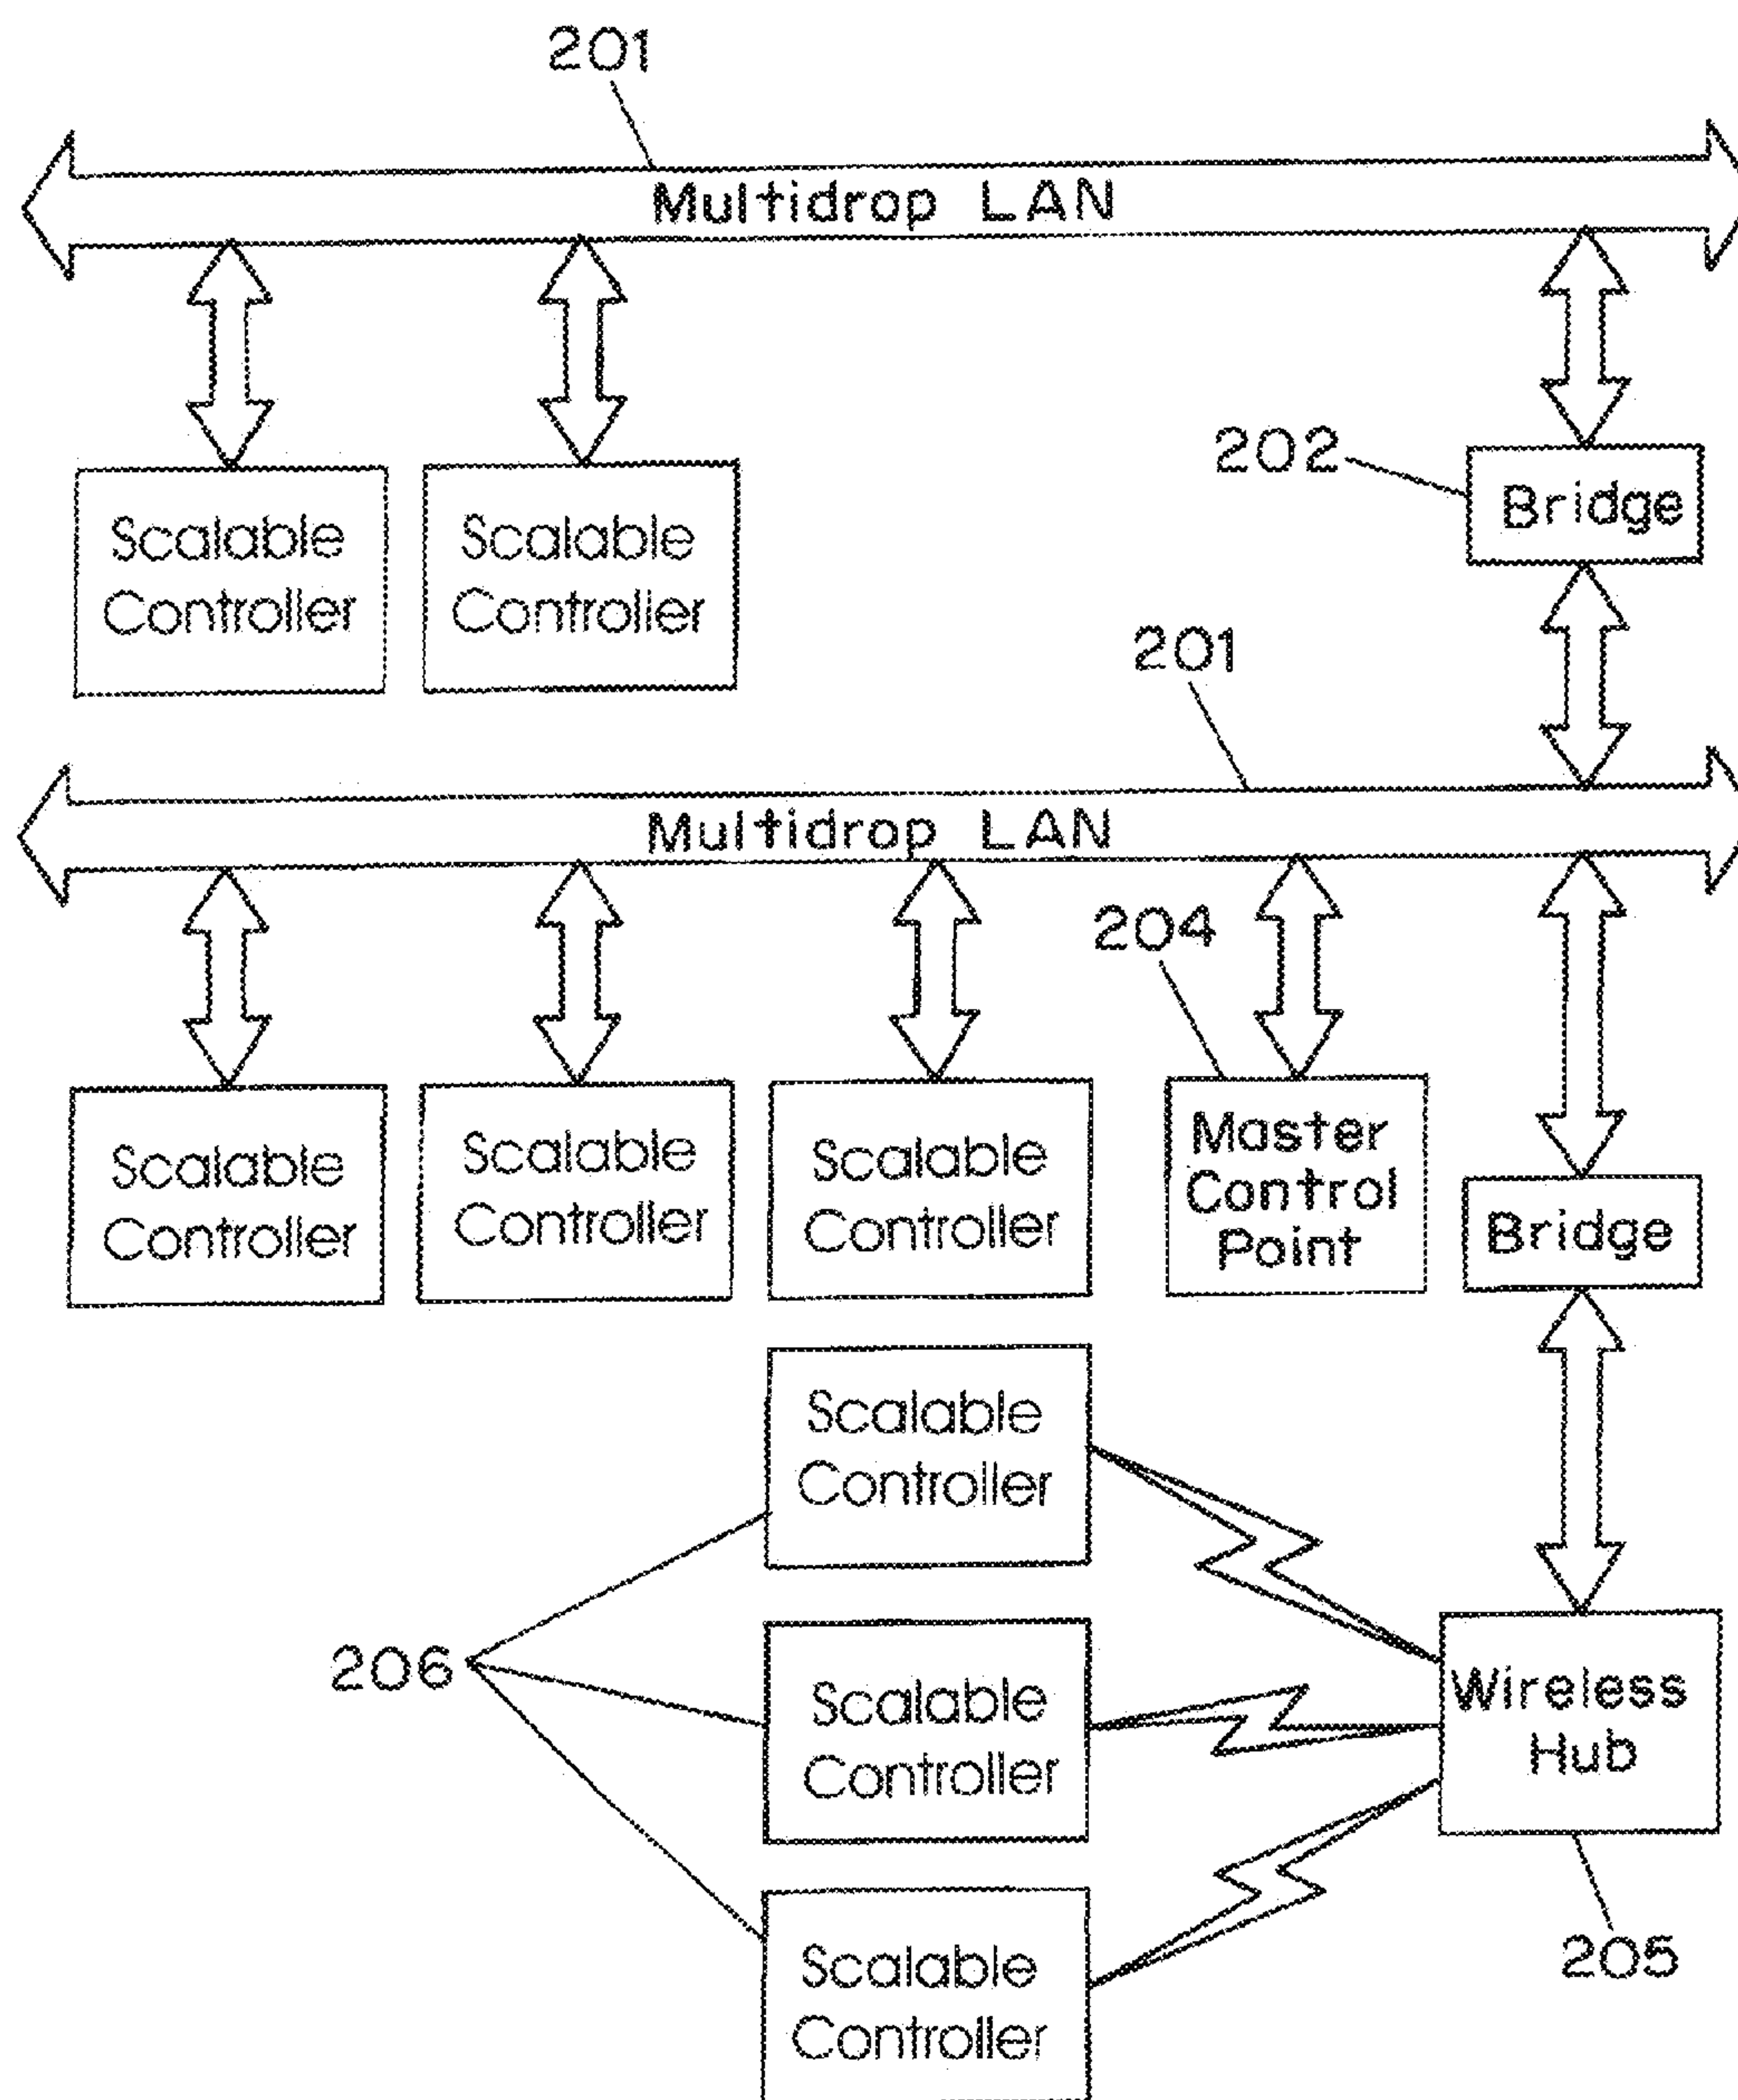 201
Multidrop LAN
Scalable
Controller
Scalable
Controller
202
Bridge
201
Multidrop LAN
204
Scalable
Controller
Scalable
Controller
Scalable
Controller
Master
Control
Point
Bridge
Scalable
Controller
206
Scalable
Controller
Wireless
Hub
Scalable
Controller
205